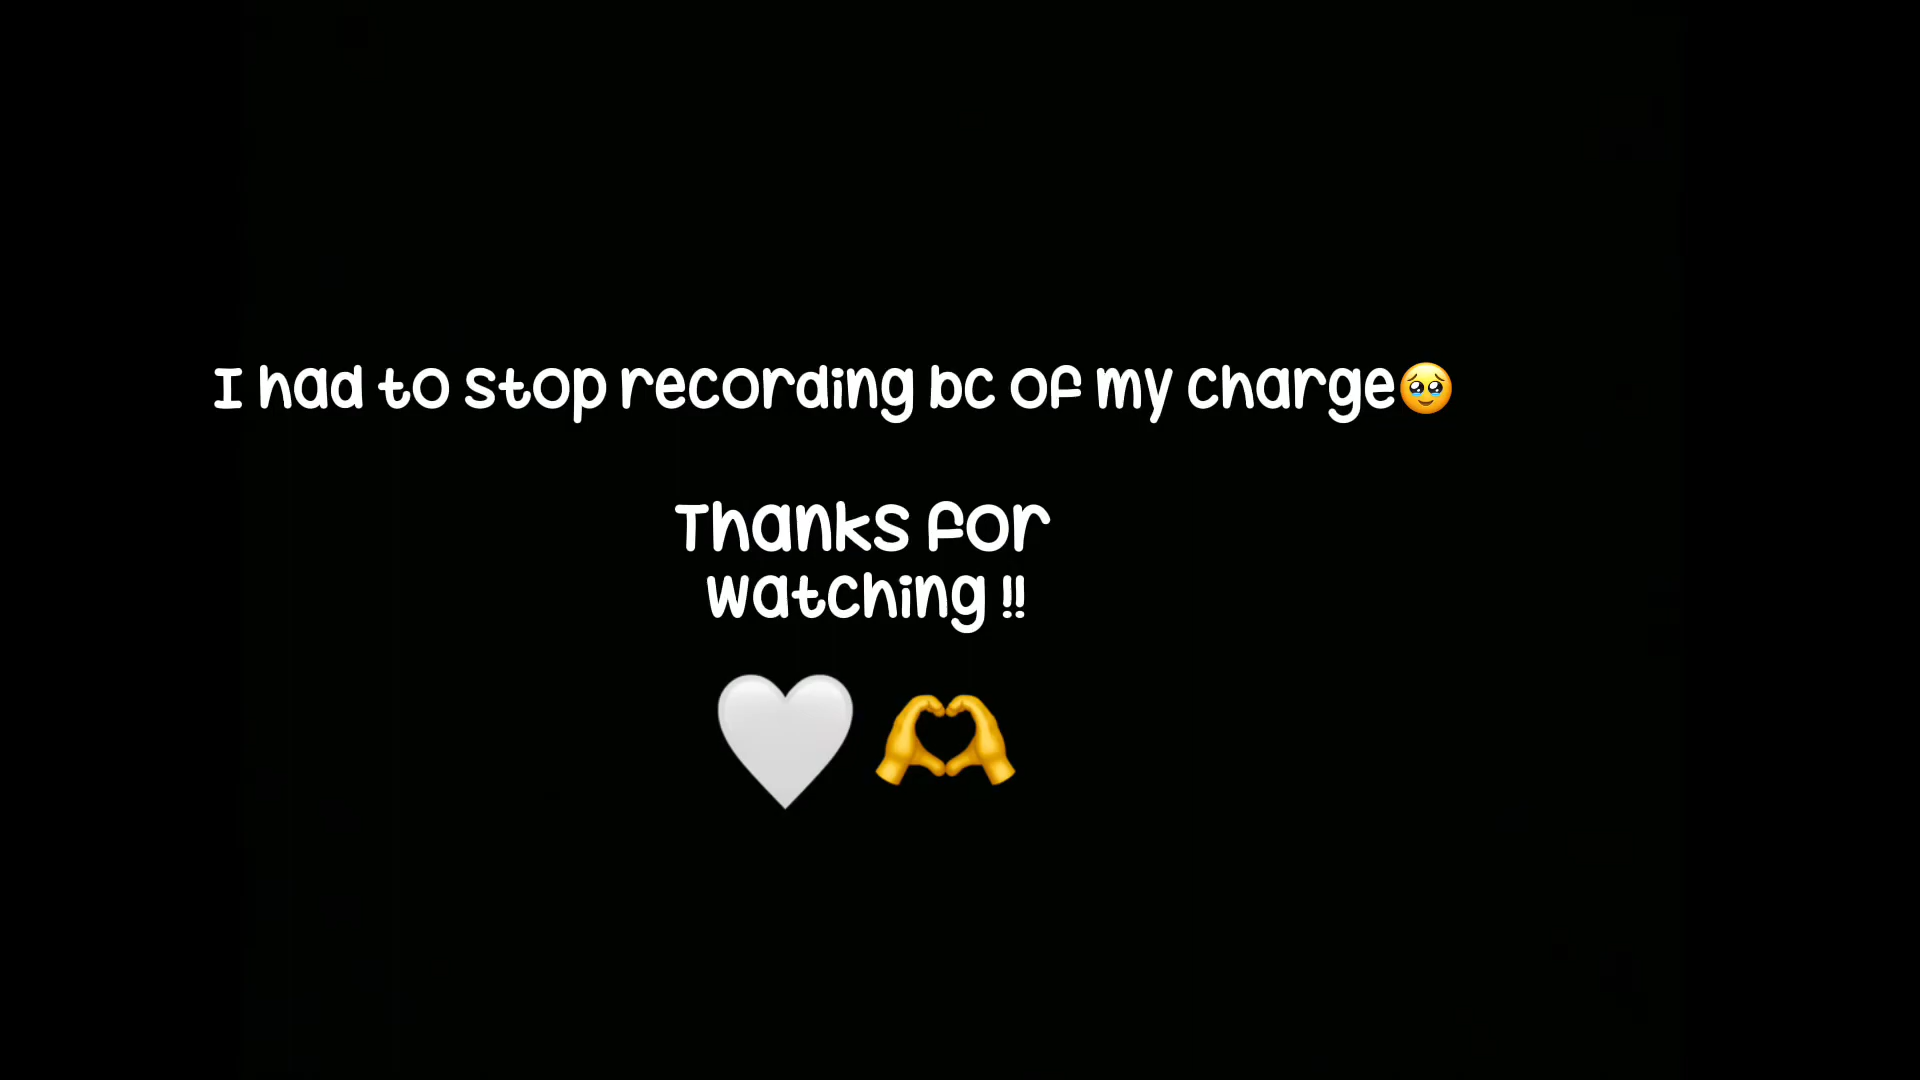 I had to stop recording bc of my charge🥹
Thanks for
watching !!
🤍🫶